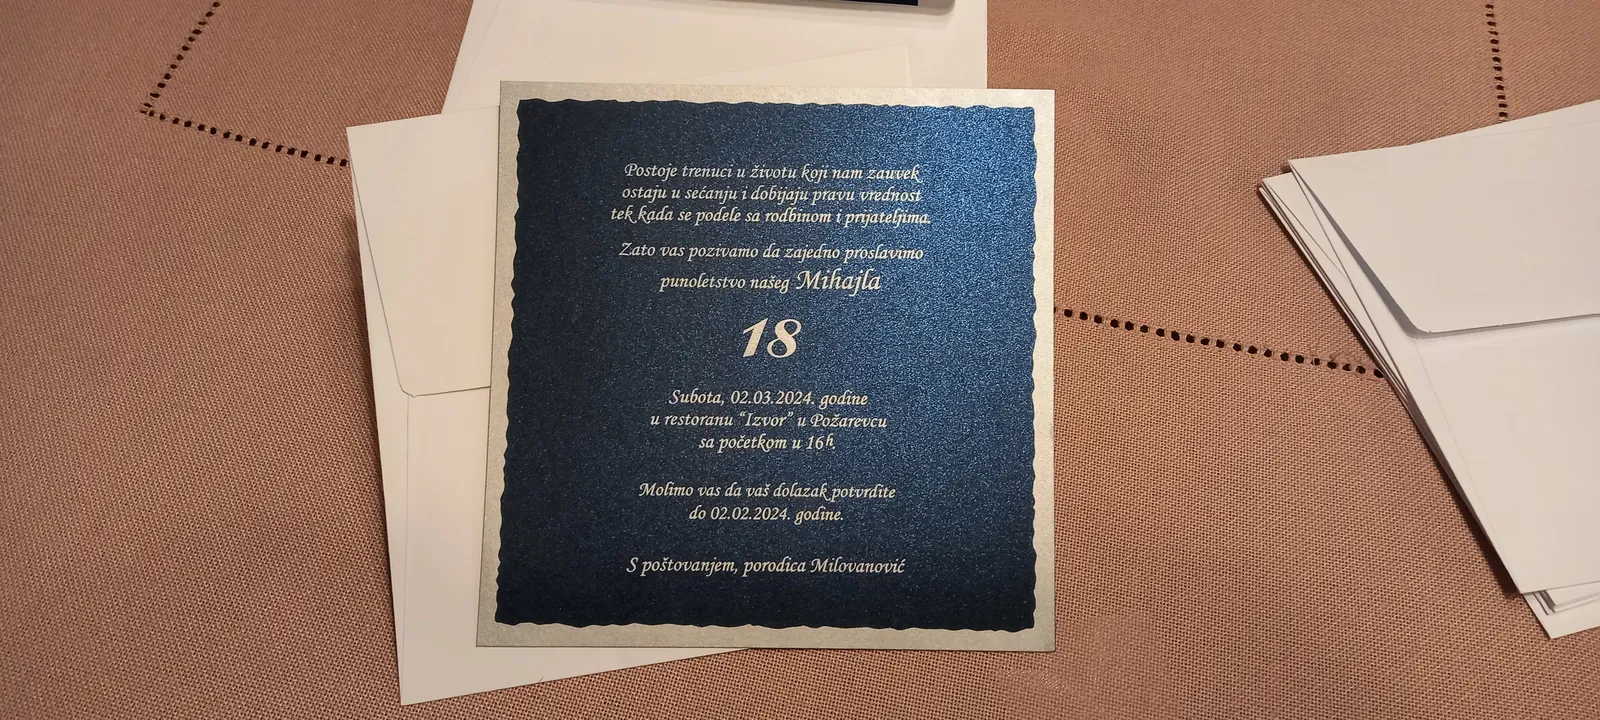 Postoje trenuci u životu koji nam zauvek
ostaju u sećanju i dobijaju pravu vrednost
tek kada se podele sa rodbinom i prijateljima.
Zato vas pozivamo da zajedno proslavimo
punoletstvo našeg Mihajla
18
Subota, 02.03.2024. godine
u restoranu “Izvor” u Požarevcu
sa početkom u 16h.
Molimo vas da vaš dolazak potvrdite
do 02.02.2024. godine.
S poštovanjem, porodica Milovanović